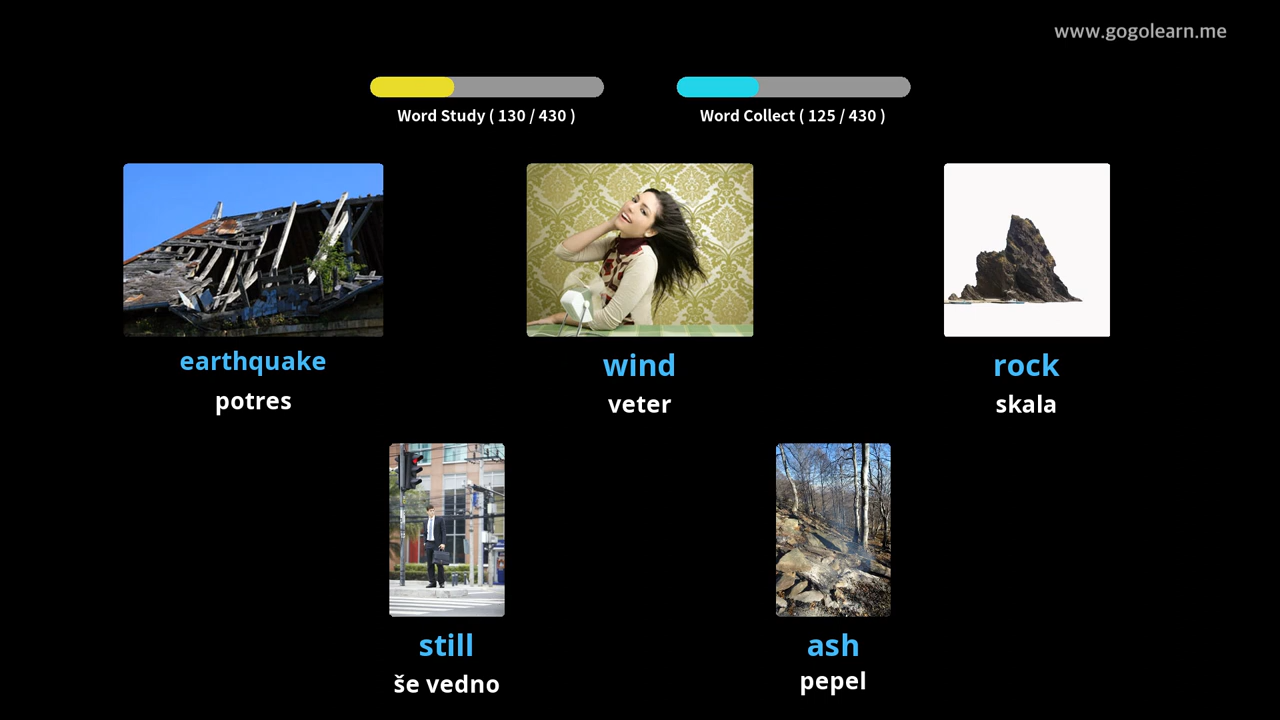 www.gogolearn.me
Word Study ( 130 / 430 )
Word Collect ( 125 / 430 )
earthquake
potres
wind
veter
rock
skala
still
še vedno
ash
pepel